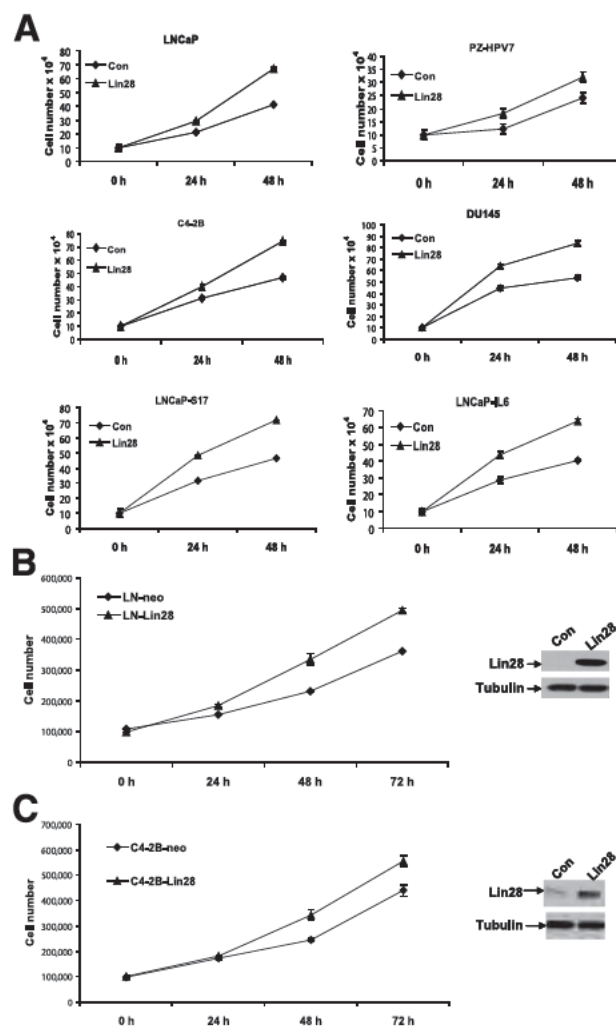 A
LNCaP
Cell number x 10⁴
80
70
60
50
40
30
20
10
0
Con
Lin28
0 h
24 h
48 h
PZ-HPV7
Cell number x 10⁴
40
35
30
25
20
15
10
5
0
Con
Lin28
0 h
24 h
48 h
C4-2B
Cell number x 10⁴
80
70
60
50
40
30
20
10
0
Con
Lin28
0 h
24 h
48 h
DU145
Cell number x 10⁴
100
90
80
70
60
50
40
30
20
10
0
Con
Lin28
0 h
24 h
48 h
LNCaP-S17
Cell number x 10⁴
80
70
60
50
40
30
20
10
0
Con
Lin28
0 h
24 h
48 h
LNCaP-IL6
Cell number x 10⁴
70
60
50
40
30
20
10
0
Con
Lin28
0 h
24 h
48 h
B
Cell number
600,000
500,000
400,000
300,000
200,000
100,000
0
LN-neo
LN-Lin28
0 h
24 h
48 h
72 h
Con
Lin28
Lin28
Tubulin
C
Cell number
700,000
600,000
500,000
400,000
300,000
200,000
100,000
0
C4-2B-neo
C4-2B-Lin28
0 h
24 h
48 h
72 h
Con
Lin28
Lin28
Tubulin